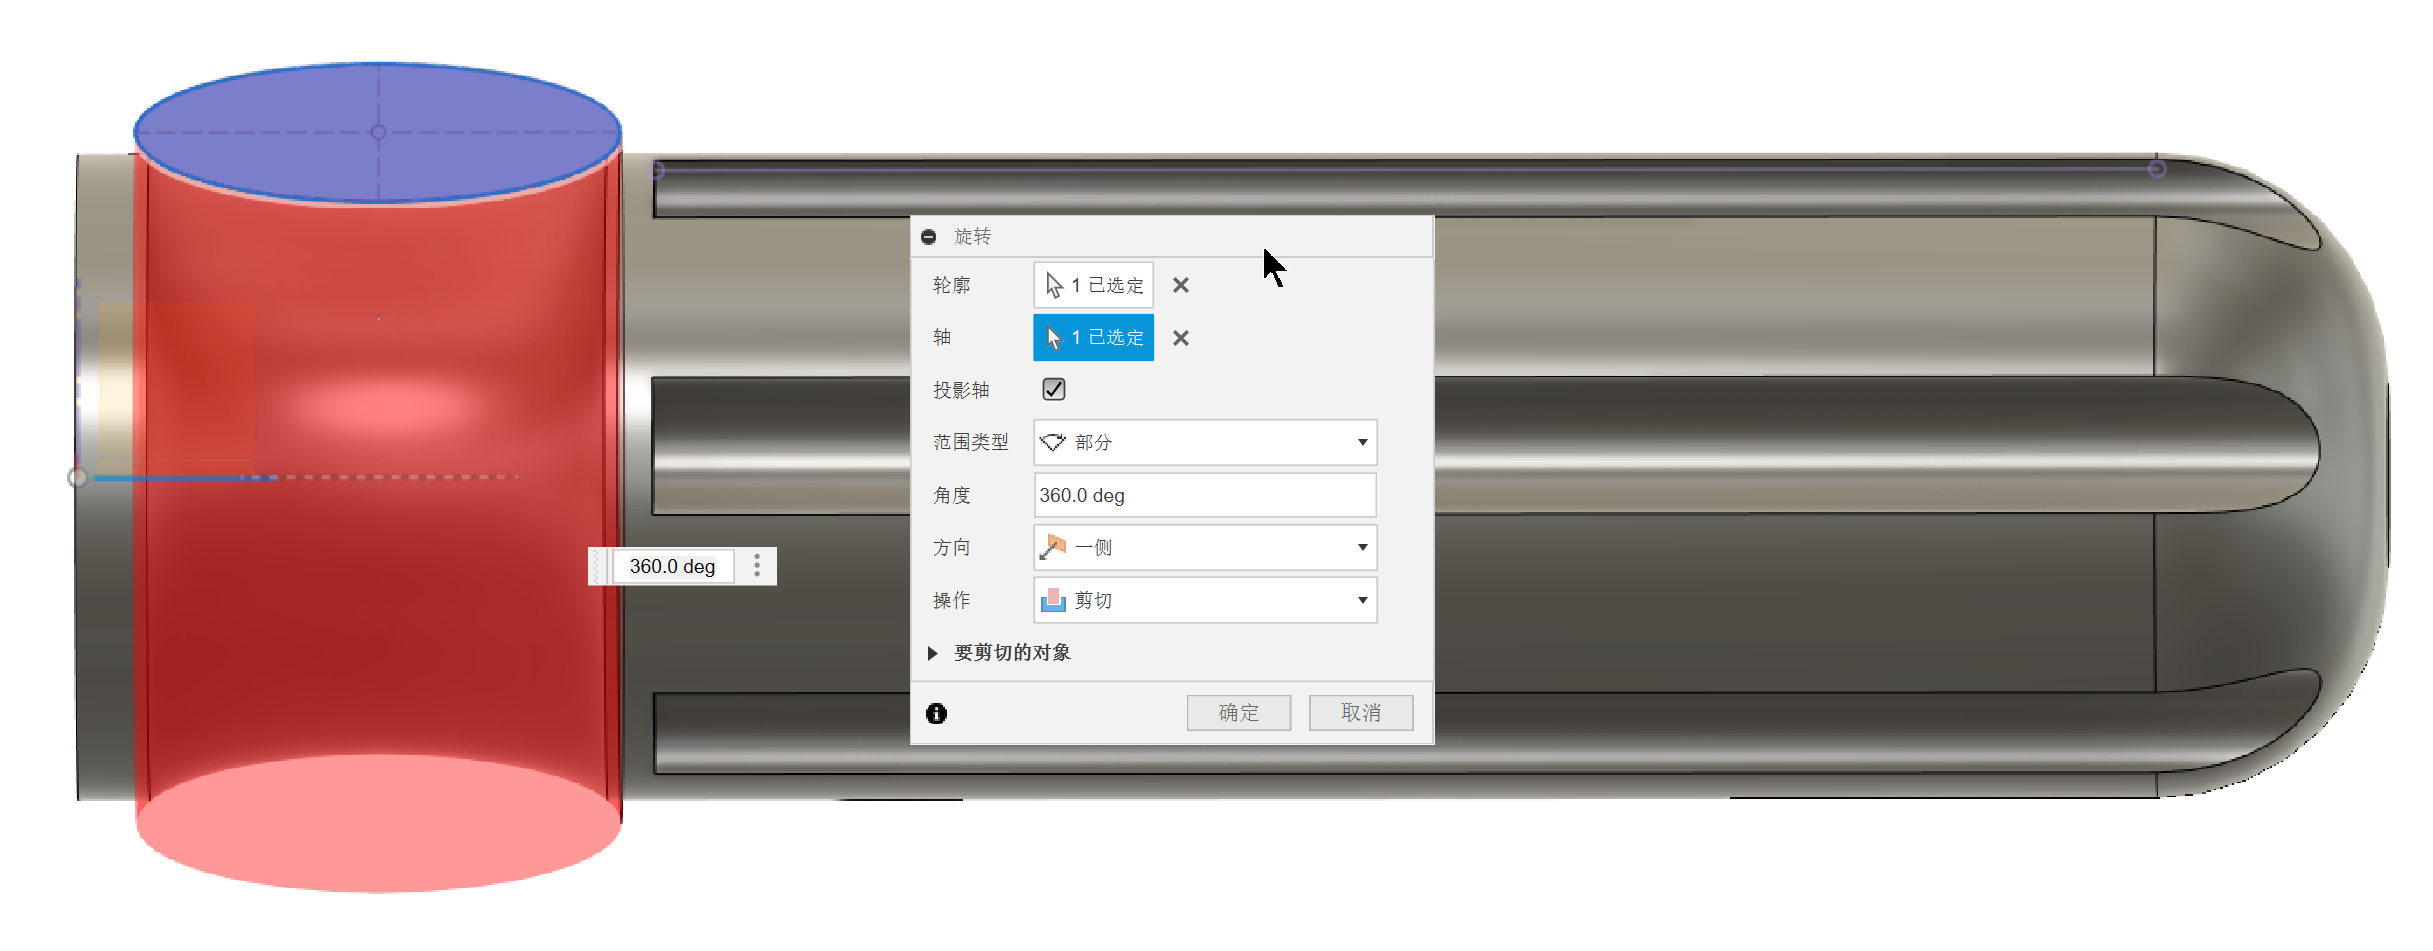 旋转
轮廓 1 已选定
轴 1 已选定
投影轴
范围类型 部分
角度 360.0 deg
方向 一侧
360.0 deg
操作 剪切
要剪切的对象
确定 取消